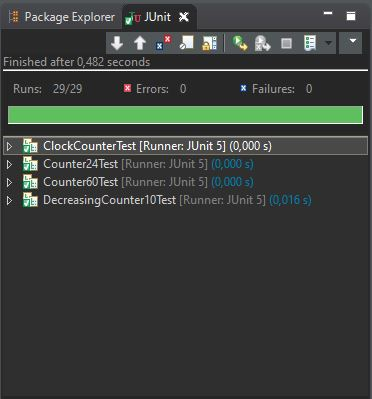 Package Explorer JUnit
Finished after 0,482 seconds
Runs: 29/29 Errors: 0 Failures: 0
ClockCounterTest [Runner: JUnit 5] (0,000 s)
Counter24Test [Runner: JUnit 5] (0,000 s)
Counter60Test [Runner: JUnit 5] (0,000 s)
DecreasingCounter10Test [Runner: JUnit 5] (0,016 s)